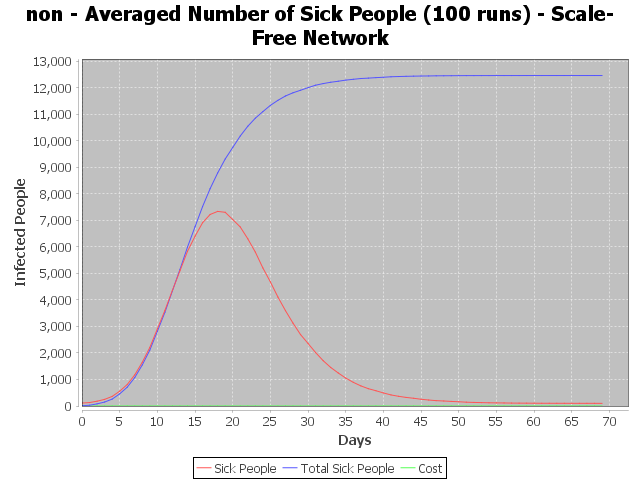 non - Averaged Number of Sick People (100 runs) - Scale-
Free Network
13,000
12,000
11,000
10,000
9,000
8,000
7,000
6,000
5,000
4,000
3,000
2,000
1,000
0
Infected People
0 5 10 15 20 25 30 35 40 45 50 55 60 65 70
Days
Sick People Total Sick People Cost